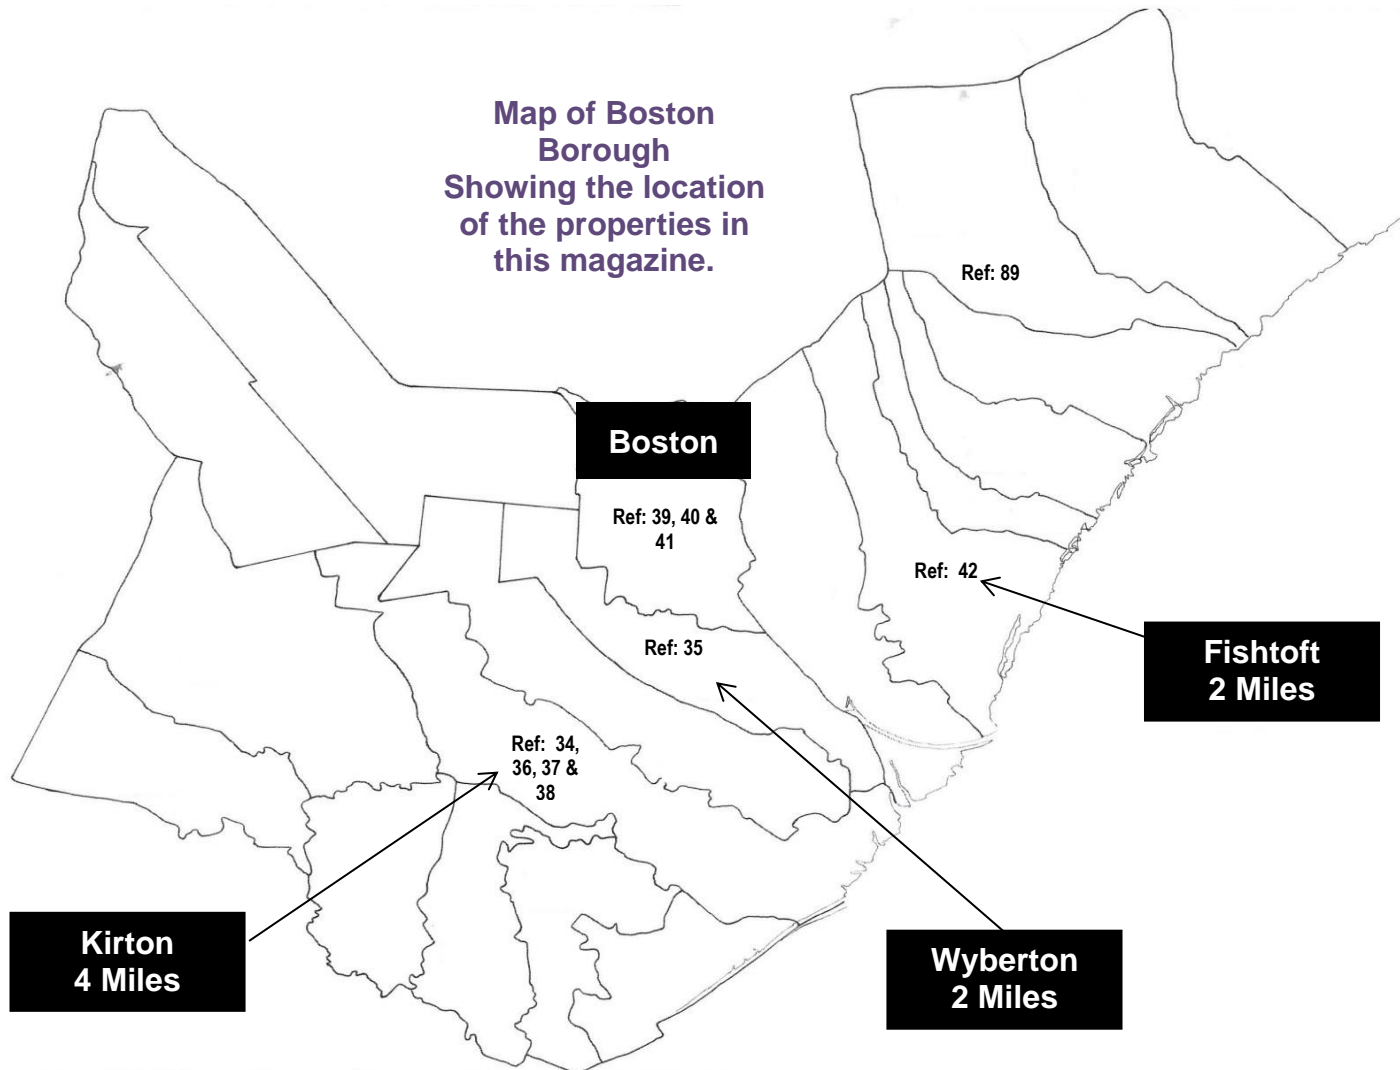 Map of Boston
Borough
Showing the location
of the properties in
this magazine.
Ref: 89
Boston
Ref: 39, 40 &
41
Ref: 42
Fishtoft
2 Miles
Ref: 35
Ref: 34,
36, 37 &
38
Kirton
4 Miles
Wyberton
2 Miles